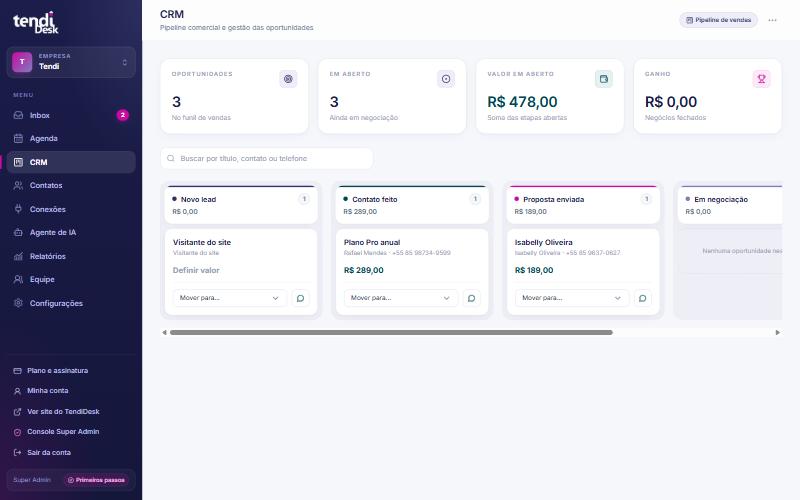 tendi
Desk
EMPRESA
T
Tendi
MENU
Inbox
2
Agenda
CRM
Contatos
Conexões
Agente de IA
Relatórios
Equipe
Configurações
Plano e assinatura
Minha conta
Ver site do TendiDesk
Console Super Admin
Sair da conta
Super Admin
Primeiros passos
CRM
Pipeline comercial e gestão das oportunidades
Pipeline de vendas
OPORTUNIDADES
3
No funil de vendas
EM ABERTO
3
Ainda em negociação
VALOR EM ABERTO
R$ 478,00
Soma das etapas abertas
GANHO
R$ 0,00
Negócios fechados
Buscar por título, contato ou telefone
Novo lead
1
R$ 0,00
Visitante do site
Visitante do site
Definir valor
Mover para...
Contato feito
1
R$ 289,00
Plano Pro anual
Rafael Mendes · +55 85 98734-9599
R$ 289,00
Mover para...
Proposta enviada
1
R$ 189,00
Isabelly Oliveira
Isabelly Oliveira · +55 85 9637-0627
R$ 189,00
Mover para...
Em negociação
R$ 0,00
Nenhuma oportunidade nes